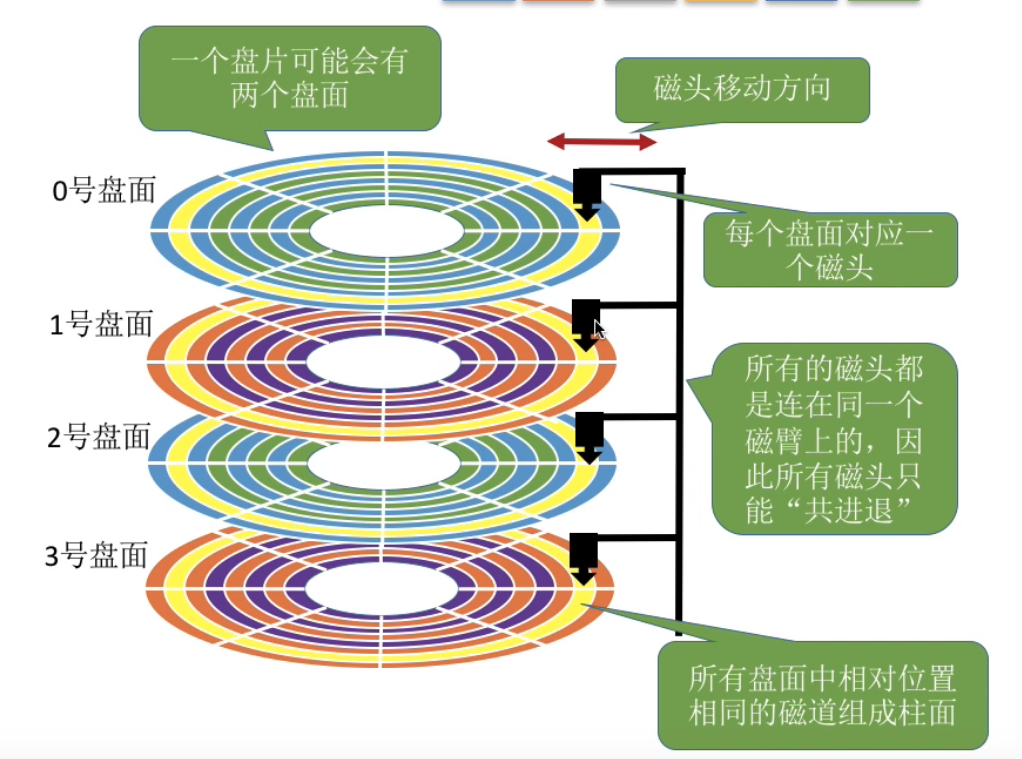 一个盘片可能会有
两个盘面
磁头移动方向
0号盘面
每个盘面对应一
个磁头
1号盘面
所有的磁头都
是连在同一个
磁臂上的，因
此所有磁头只
能“共进退”
2号盘面
3号盘面
所有盘面中相对位置
相同的磁道组成柱面